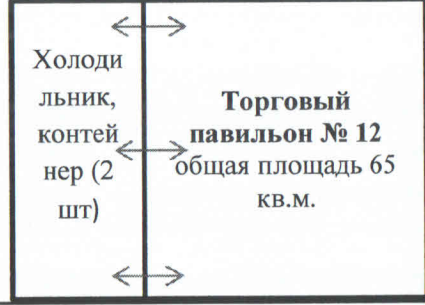 Холоди
льник,
контей
нер (2
шт)
Торговый
павильон № 12
общая площадь 65
кв.м.